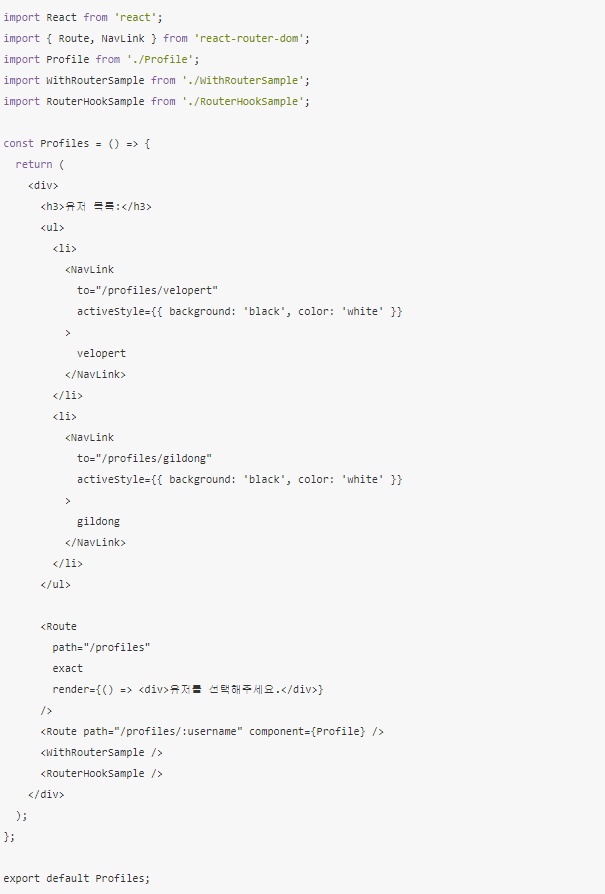 import React from 'react';
import { Route, NavLink } from 'react-router-dom';
import Profile from './Profile';
import WithRouterSample from './WithRouterSample';
import RouterHookSample from './RouterHookSample';

const Profiles = () => {
  return (
    <div>
      <h3>유저 목록:</h3>
      <ul>
        <li>
          <NavLink
            to="/profiles/velopert"
            activeStyle={{ background: 'black', color: 'white' }}
          >
            velopert
          </NavLink>
        </li>
        <li>
          <NavLink
            to="/profiles/gildong"
            activeStyle={{ background: 'black', color: 'white' }}
          >
            gildong
          </NavLink>
        </li>
      </ul>

      <Route
        path="/profiles"
        exact
        render={() => <div>유저를 선택해주세요.</div>}
      />
      <Route path="/profiles/:username" component={Profile} />
      <WithRouterSample />
      <RouterHookSample />
    </div>
  );
};

export default Profiles;